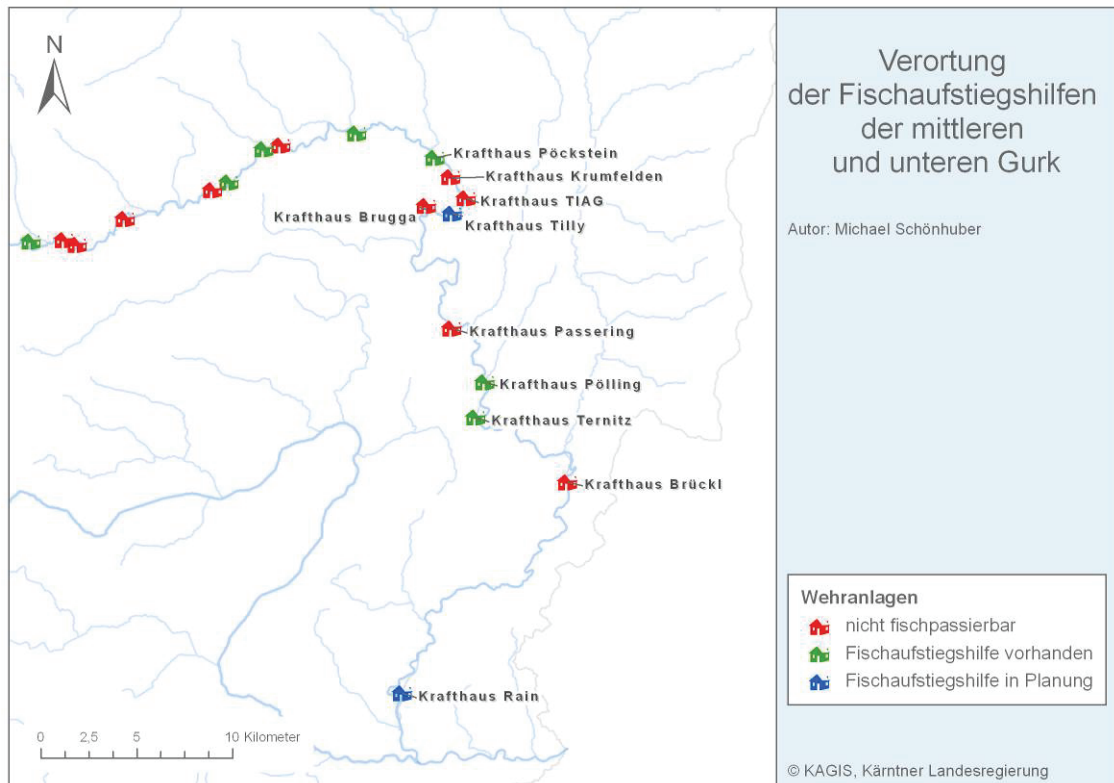 N
Krafthaus Pöckstein
Krafthaus Krumfelden
Krafthaus TIAG
Krafthaus Brugga
Krafthaus Tilly
Krafthaus Passering
Krafthaus Pölling
Krafthaus Ternitz
Krafthaus Brückl
Krafthaus Rain
0 2,5 5 10 Kilometer
Verortung
der Fischaufstiegshilfen
der mittleren
und unteren Gurk
Autor: Michael Schönhuber
Wehranlagen
nicht fischpassierbar
Fischaufstiegshilfe vorhanden
Fischaufstiegshilfe in Planung
© KAGIS, Kärntner Landesregierung